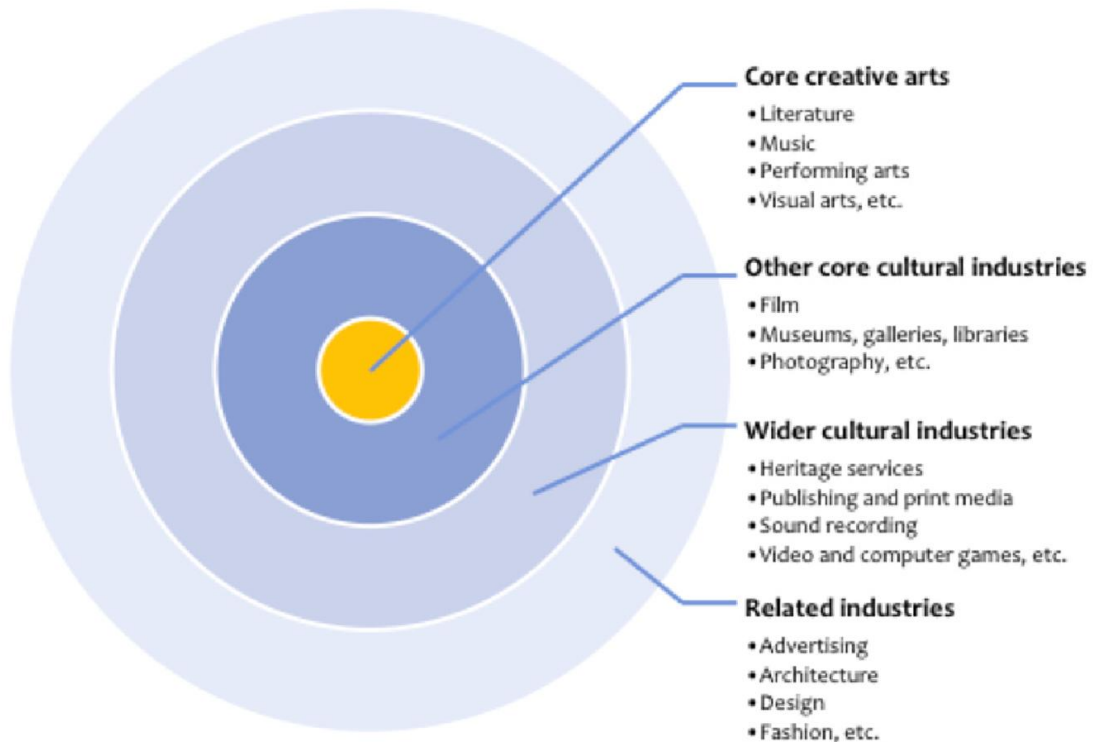 Core creative arts
•Literature
•Music
•Performing arts
•Visual arts, etc.
Other core cultural industries
•Film
•Museums, galleries, libraries
•Photography, etc.
Wider cultural industries
•Heritage services
•Publishing and print media
•Sound recording
•Video and computer games, etc.
Related industries
•Advertising
•Architecture
•Design
•Fashion, etc.